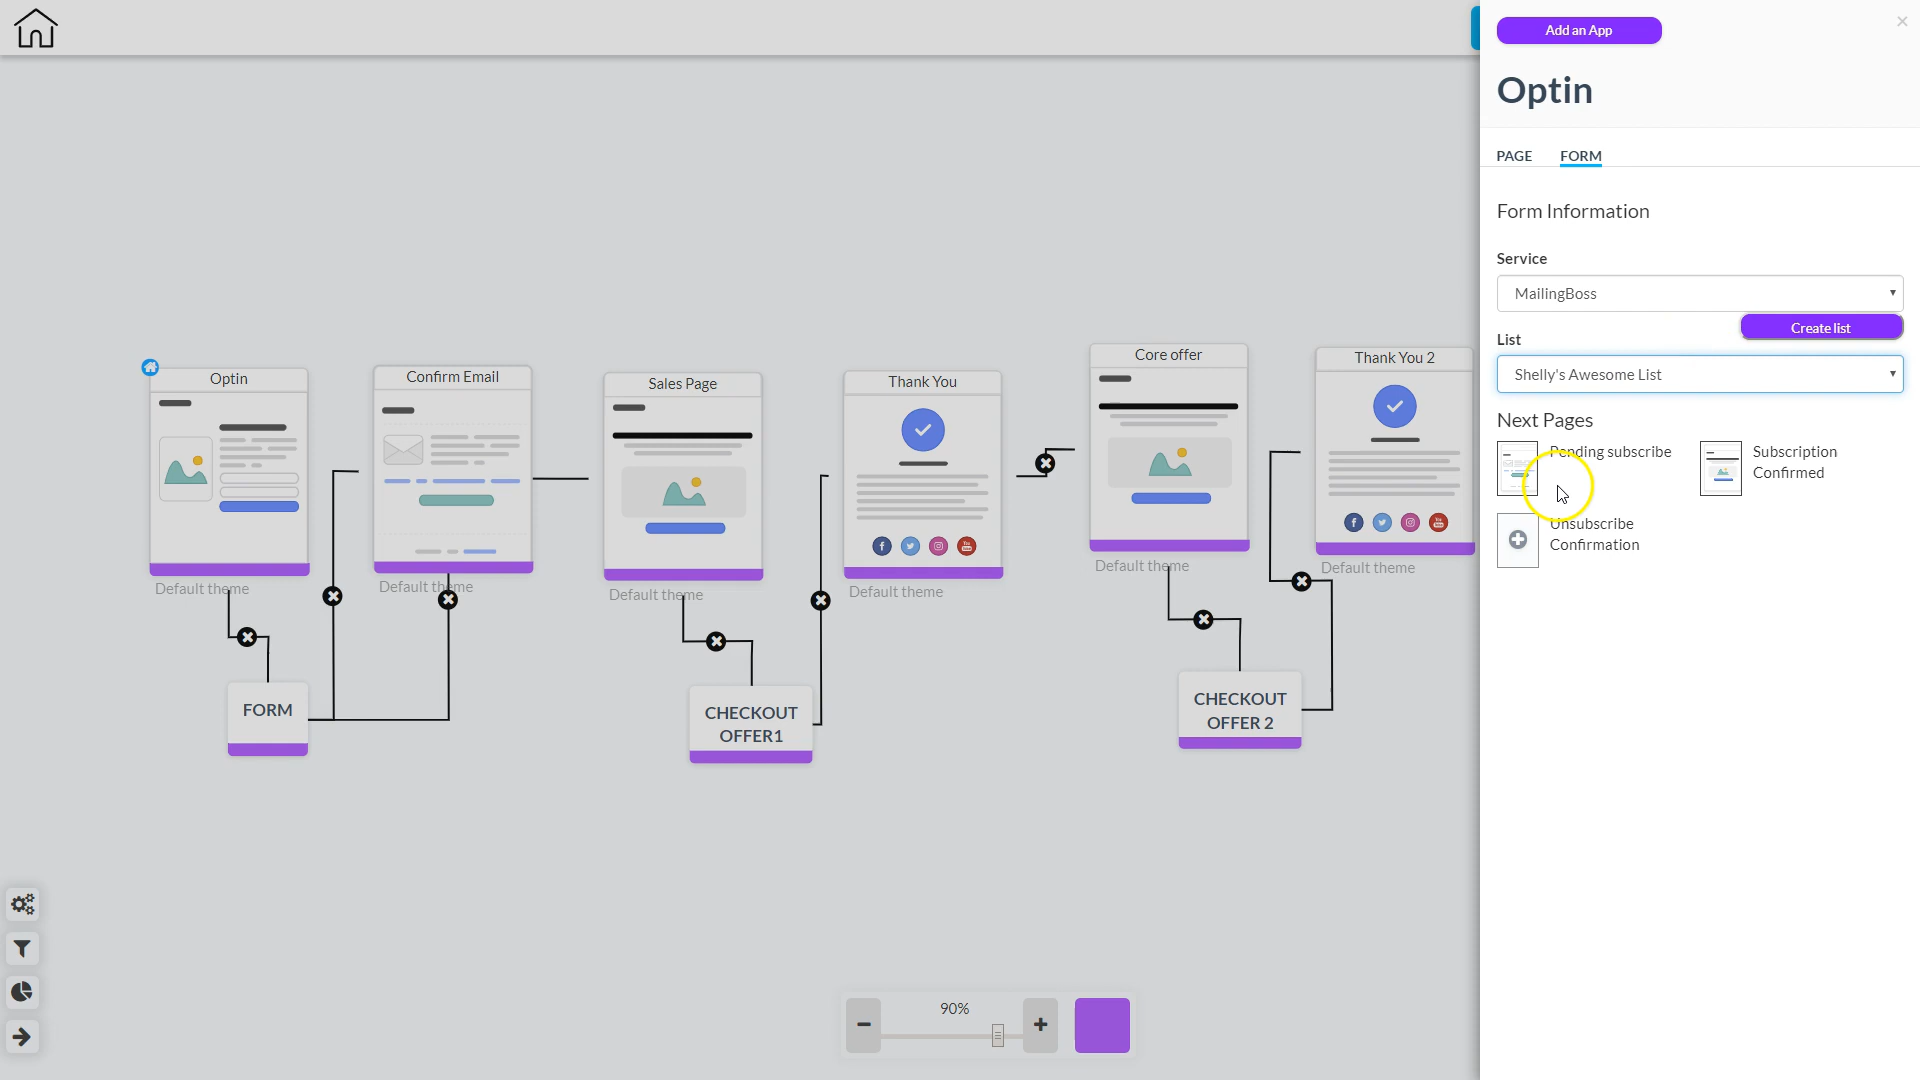 Add an App
×
Optin
PAGE
FORM
Form Information
Service
MailingBoss
Create list
List
Shelly's Awesome List
Next Pages
Pending subscribe
Subscription
Confirmed
Unsubscribe
Confirmation
Optin
Default theme
Confirm Email
Default theme
Sales Page
Default theme
Thank You
Default theme
Core offer
Default theme
Thank You 2
Default theme
FORM
CHECKOUT
OFFER1
CHECKOUT
OFFER 2
90%